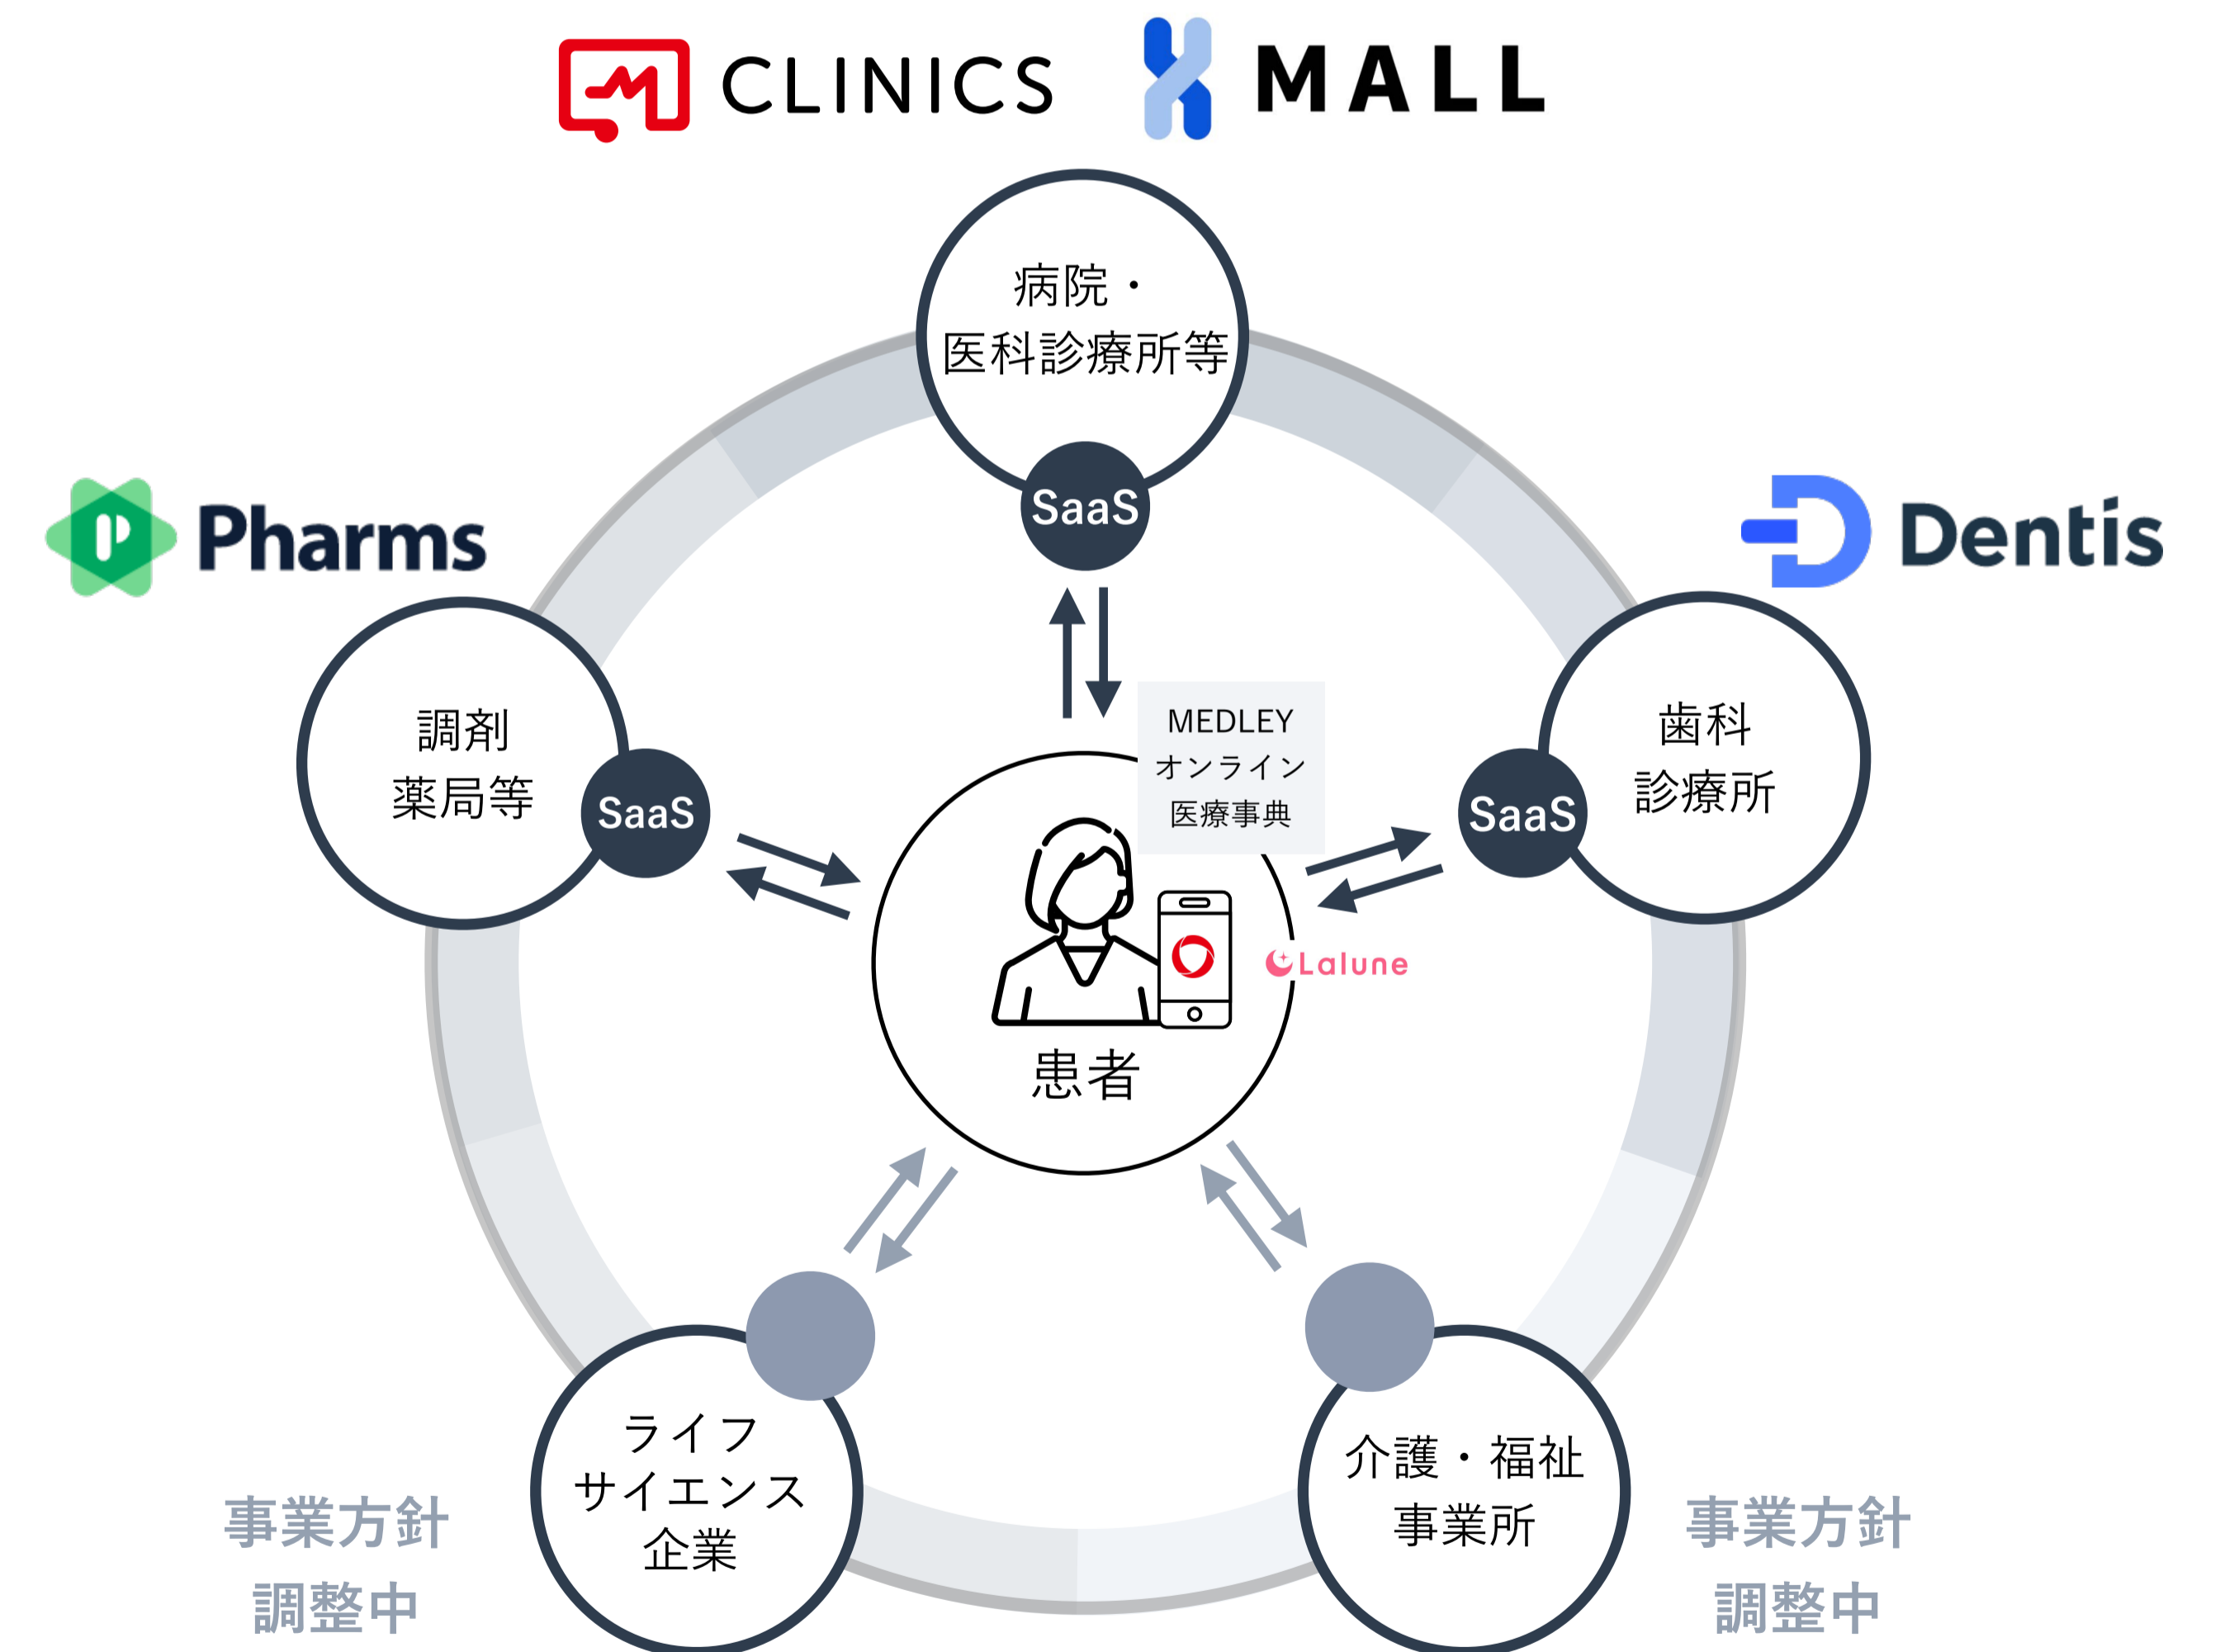 CLINICS
MALL
病院・
医科診療所等
SaaS
Pharms
Dentis
調剤
薬局等
SaaS
MEDLEY
オンライン
医療事典
歯科
診療所
SaaS
Lalune
患者
ライフ
サイエンス
企業
介護・福祉
事業所
事業方針
調整中
事業方針
調整中